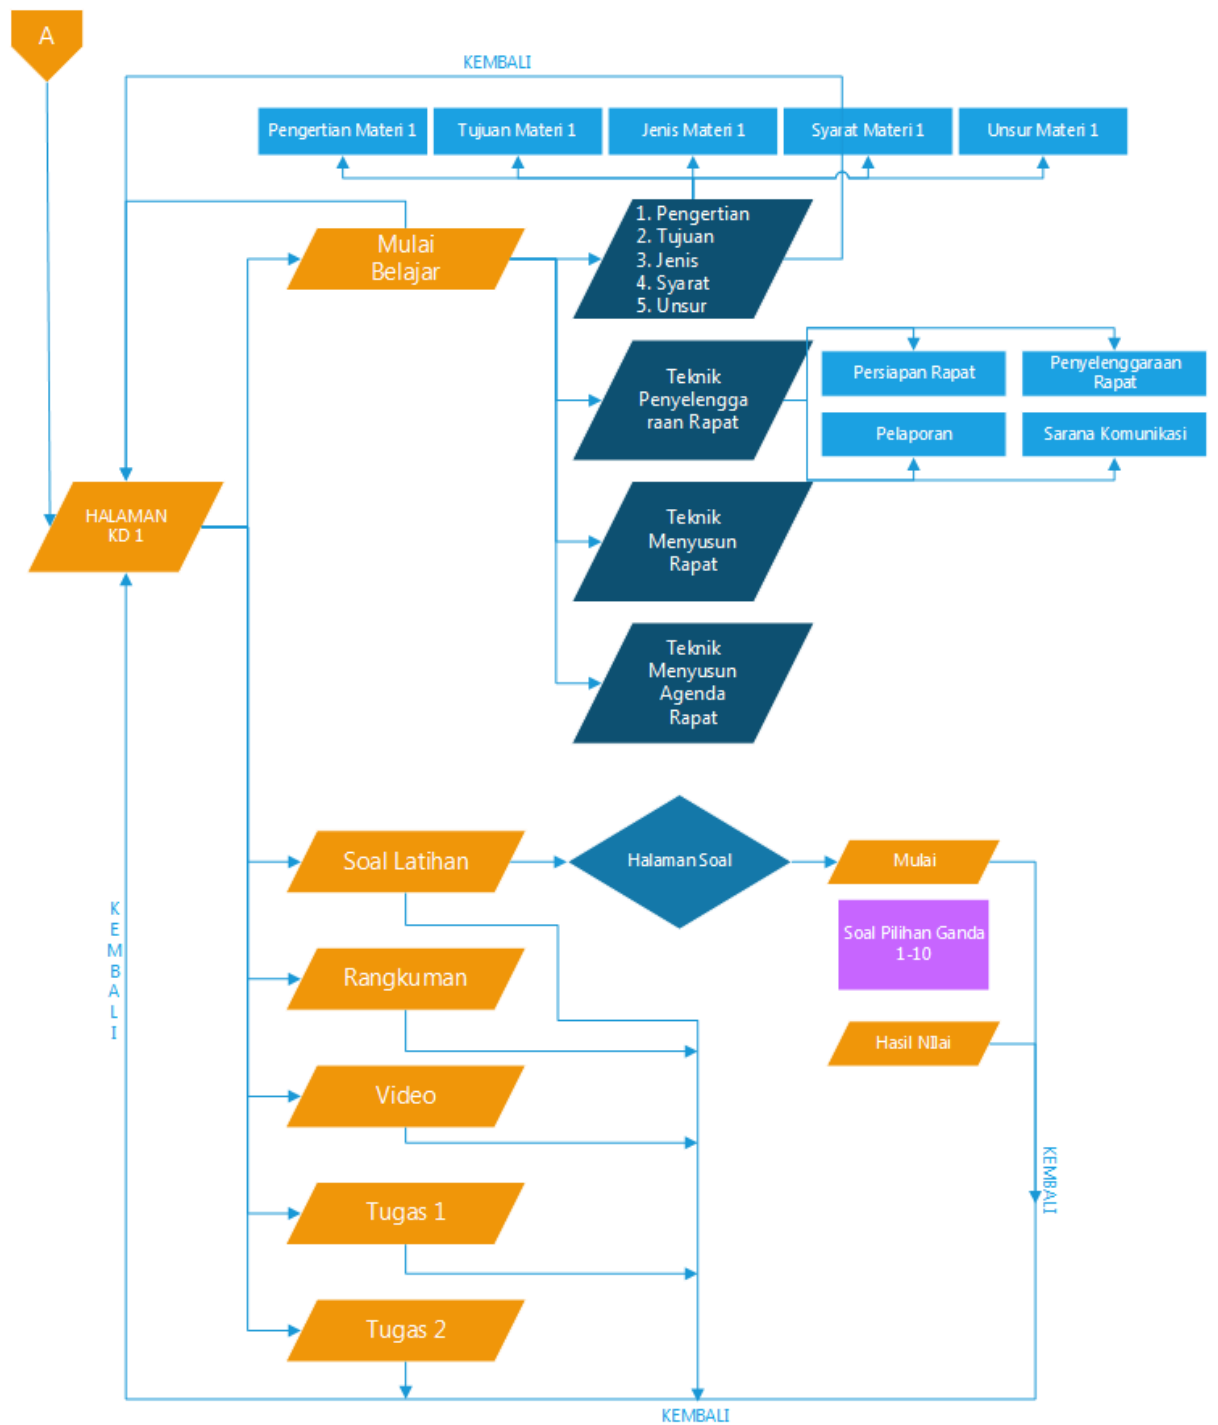 A
KEMBALI
Pengertian Materi 1
Tujuan Materi 1
Jenis Materi 1
Syarat Materi 1
Unsur Materi 1
Mulai
Belajar
1. Pengertian
2. Tujuan
3. Jenis
4. Syarat
5. Unsur
Teknik
Penyelengga
raan Rapat
Persiapan Rapat
Penyelenggaraan
Rapat
Pelaporan
Sarana Komunikasi
HALAMAN
KD 1
Teknik
Menyusun
Rapat
Teknik
Menyusun
Agenda
Rapat
Soal Latihan
Halaman Soal
Mulai
KEMBALI
Soal Pilihan Ganda
1-10
Rangkuman
Hasil NIlai
Video
KEMBALI
Tugas 1
Tugas 2
KEMBALI